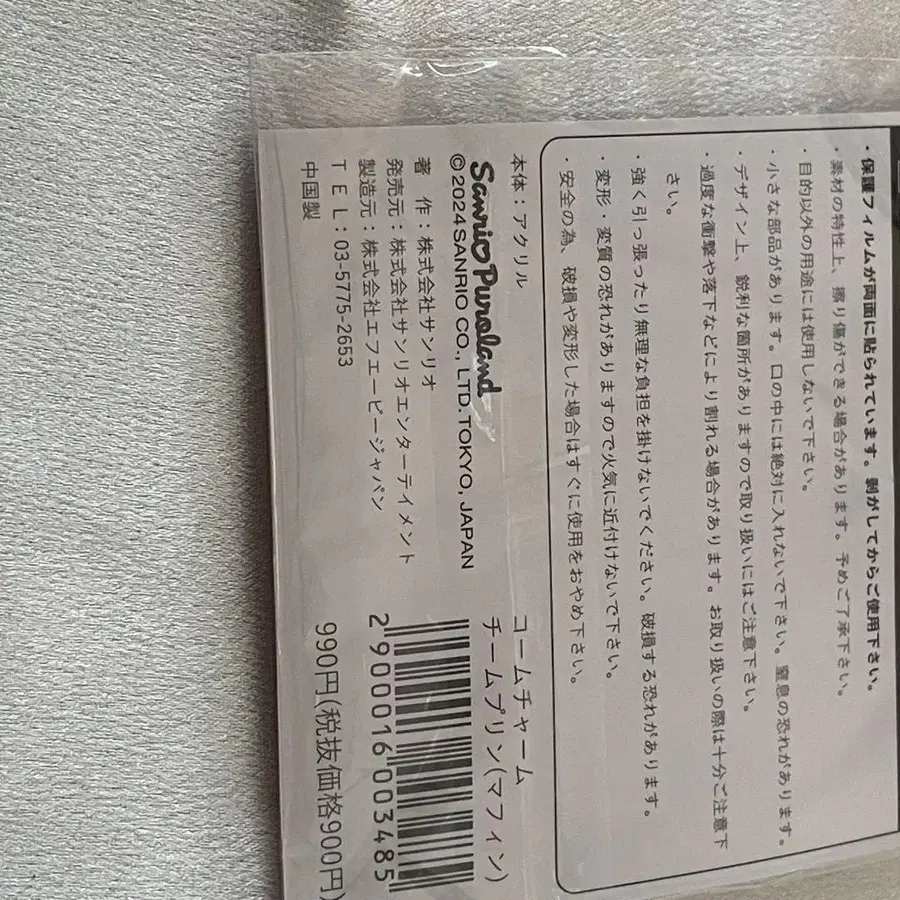 ・保護フィルムが両面に貼られています。剥がしてからご使用下さい。
・素材の特性上、擦り傷ができる場合があります。予めご了承下さい。
・目的以外の用途には使用しないで下さい。
・小さな部品があります。口の中には絶対に入れないで下さい。窒息の恐れがあります。
・デザイン上、鋭利な箇所がありますので取り扱いにはご注意下さい。
・過度な衝撃や落下などにより割れる場合があります。お取り扱いの際は十分ご注意下
さい。
・強く引っ張ったり無理な負担を掛けないでください。破損する恐れがあります。
・変形・変質の恐れがありますので火気に近付けないで下さい。
・安全の為、破損や変形した場合はすぐに使用をおやめ下さい。
本体：アクリル
Sanrio Puroland
©2024 SANRIO CO., LTD. TOKYO, JAPAN
著 作：株式会社サンリオ
発売元：株式会社サンリオエンターテイメント
製造元：株式会社エフエービージャパン
TEL：03-5775-2653
中国製
コームチャーム
チームプリン(マフィン)
2900016003485
990円(税抜価格900円)